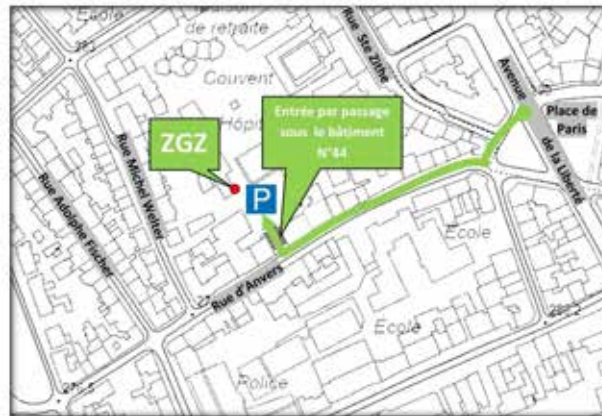 Ecole
de retraite
Couvent
Rue Ste Zithe
Avenue
de la Liberté
Place de
Paris
Entrée par passage
sous le bâtiment
N°44
ZGZ
P
Rue Michel Welter
Rue Adolphe Fischer
Rue d'Anvers
Ecole
Ecole
Police